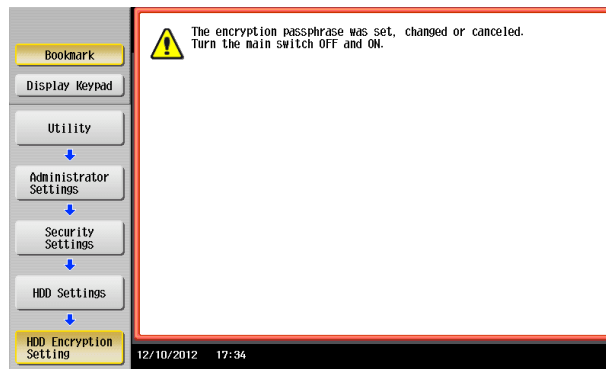 The encryption passphrase was set, changed or canceled.
Turn the main switch OFF and ON.
Bookmark
Display Keypad
Utility
Administrator
Settings
Security
Settings
HDD Settings
HDD Encryption
Setting
12/10/2012 17:34